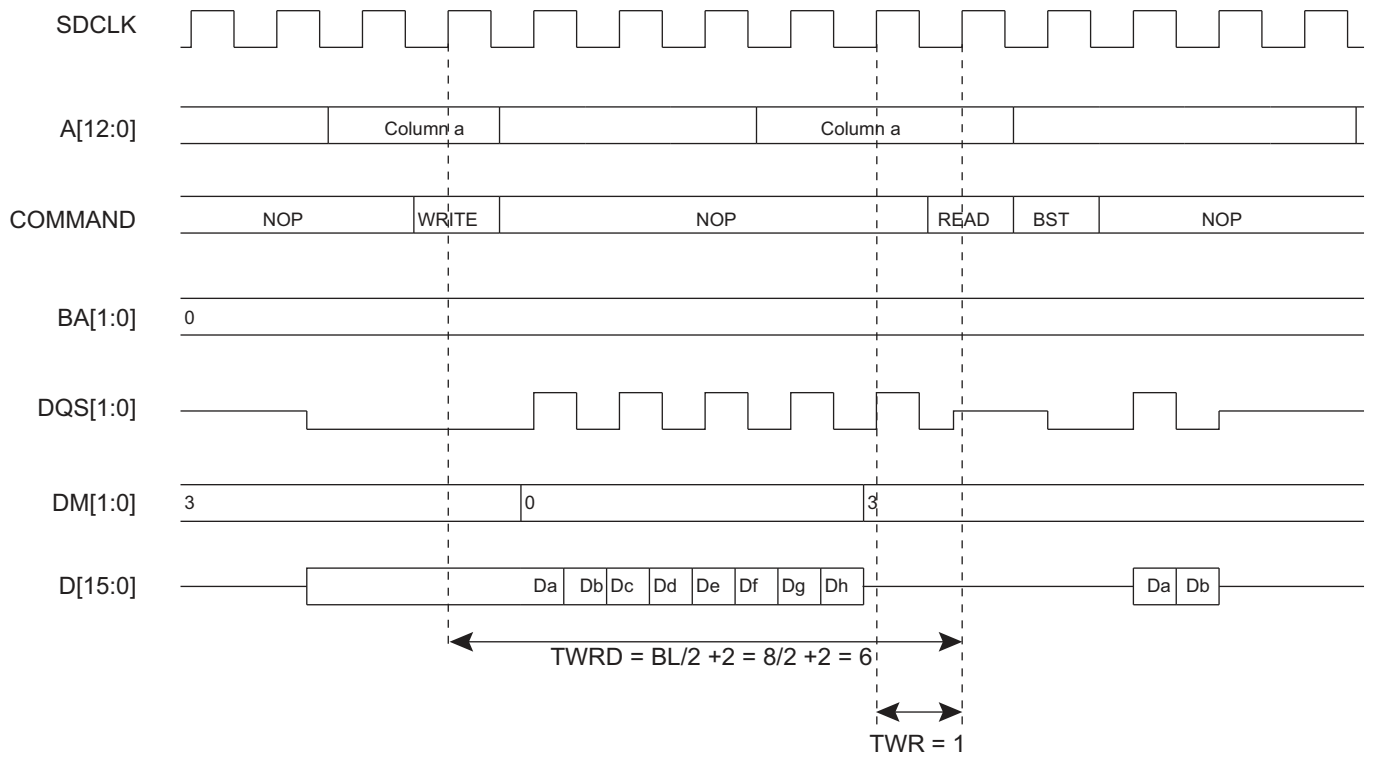 SDCLK
A[12:0] Column a Column a
COMMAND NOP WRITE NOP READ BST NOP
BA[1:0] 0
DQS[1:0]
DM[1:0] 3 0 3
D[15:0] Da Db Dc Dd De Df Dg Dh Da Db
TWRD = BL/2 +2 = 8/2 +2 = 6
TWR = 1